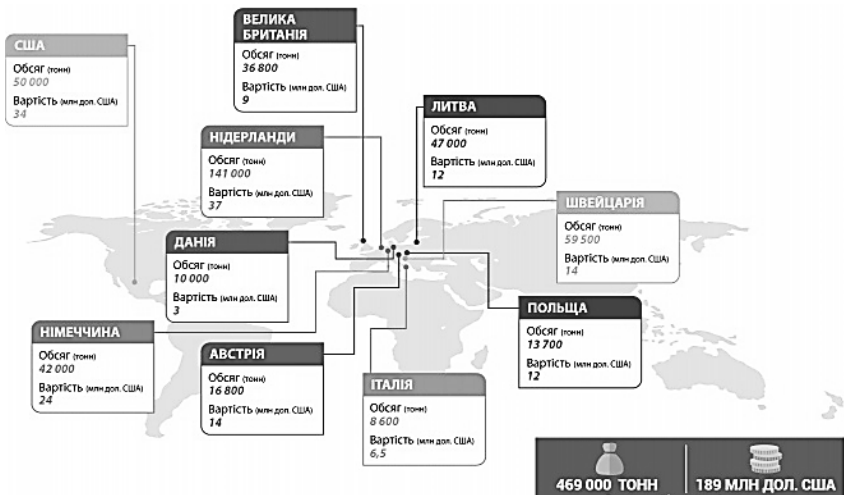 США
Обсяг (тонн)
50 000
Вартість (млн дол. США)
34
ВЕЛИКА
БРИТАНІЯ
Обсяг (тонн)
36 800
Вартість (млн дол. США)
9
НІДЕРЛАНДИ
Обсяг (тонн)
141 000
Вартість (млн дол. США)
37
ЛИТВА
Обсяг (тонн)
47 000
Вартість (млн дол. США)
12
ШВЕЙЦАРІЯ
Обсяг (тонн)
59 500
Вартість (млн дол. США)
14
ДАНІЯ
Обсяг (тонн)
10 000
Вартість (млн дол. США)
3
ПОЛЬЩА
Обсяг (тонн)
13 700
Вартість (млн дол. США)
12
НІМЕЧЧИНА
Обсяг (тонн)
42 000
Вартість (млн дол. США)
24
АВСТРІЯ
Обсяг (тонн)
16 800
Вартість (млн дол. США)
14
ІТАЛІЯ
Обсяг (тонн)
8 600
Вартість (млн дол. США)
6,5
469 000 ТОНН
189 МЛН ДОЛ. США